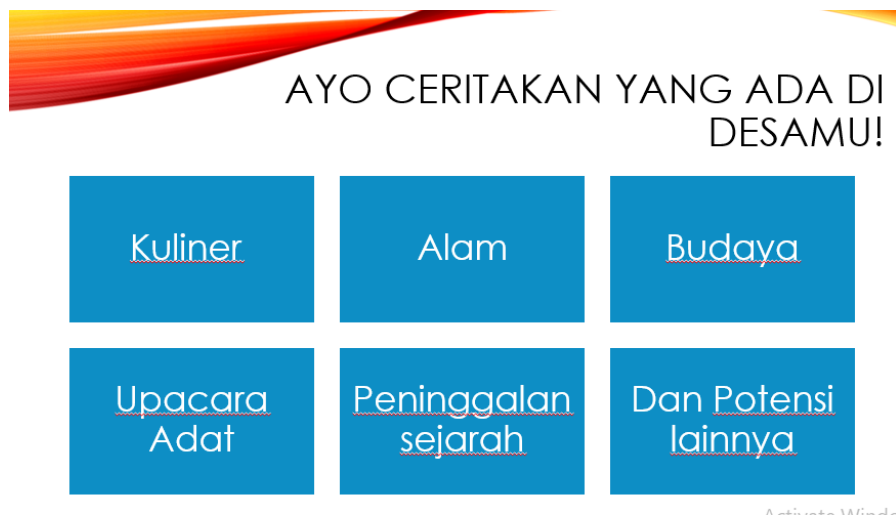 AYO CERITAKAN YANG ADA DI
DESAMU!
Kuliner
Alam
Budaya
Upacara
Adat
Peninggalan
sejarah
Dan Potensi
lainnya